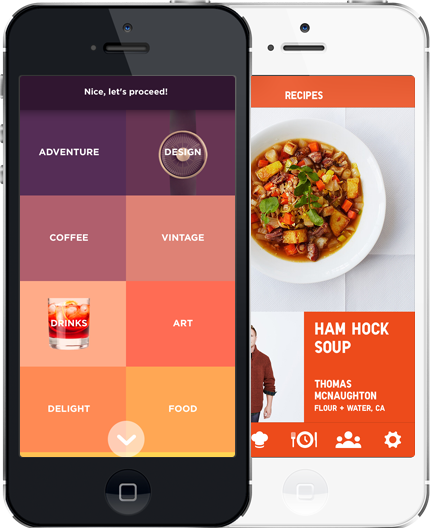 Nice, let's proceed!
ADVENTURE
DESIGN
COFFEE
VINTAGE
DRINKS
ART
DELIGHT
FOOD
RECIPES
HAM HOCK
SOUP
THOMAS
MCNAUGHTON
FLOUR + WATER, CA